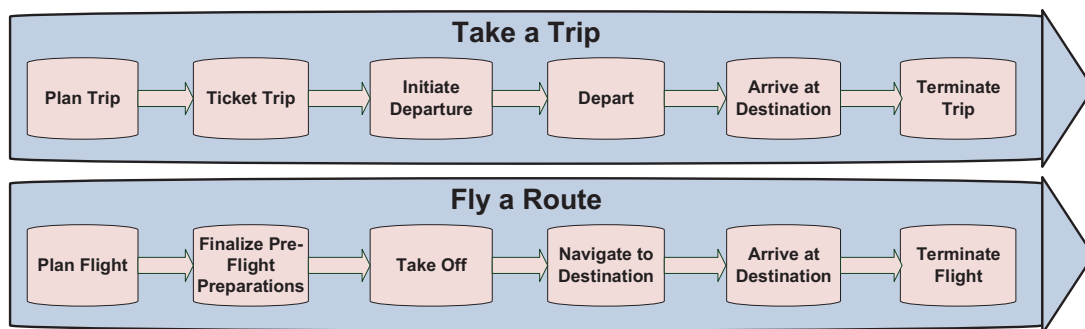 Take a Trip
Plan Trip
Ticket Trip
Initiate
Departure
Depart
Arrive at
Destination
Terminate
Trip
Fly a Route
Plan Flight
Finalize Pre-
Flight
Preparations
Take Off
Navigate to
Destination
Arrive at
Destination
Terminate
Flight